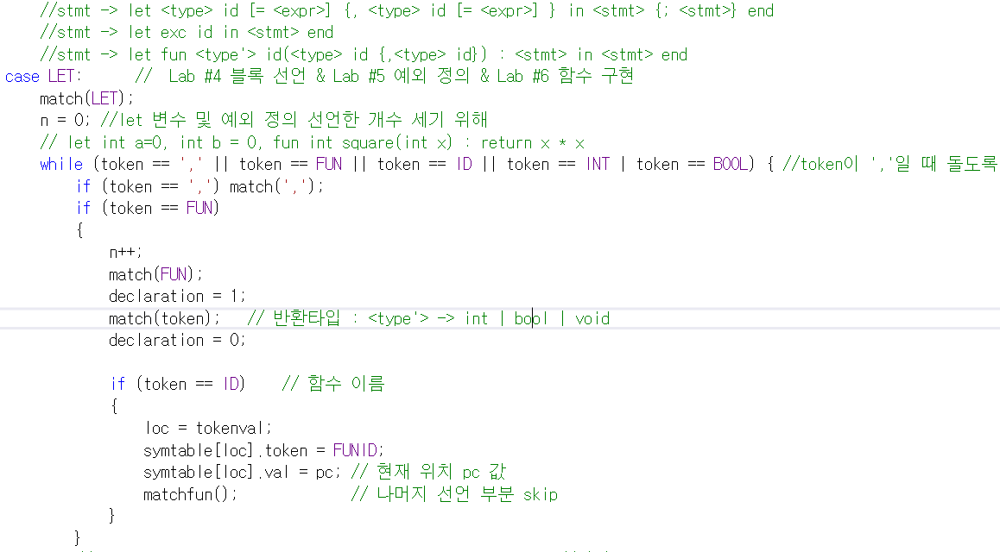 //stmt -> let <type> id [= <expr>] {, <type> id [= <expr>] } in <stmt> {; <stmt>} end
//stmt -> let exc id in <stmt> end
//stmt -> let fun <type'> id(<type> id {,<type> id}) : <stmt> in <stmt> end
case LET: // Lab #4 블록 선언 & Lab #5 예외 정의 & Lab #6 함수 구현
match(LET);
n = 0; //let 변수 및 예외 정의 선언한 개수 세기 위해
// let int a=0, int b = 0, fun int square(int x) : return x * x
while (token == ',' || token == FUN || token == ID || token == INT | token == BOOL) { //token이 ','일 때 돌도록
if (token == ',') match(',');
if (token == FUN)
{
n++;
match(FUN);
declaration = 1;
match(token); // 반환타입 : <type'> -> int | bool | void
declaration = 0;
if (token == ID) // 함수 이름
{
loc = tokenval;
symtable[loc].token = FUNID;
symtable[loc].val = pc; // 현재 위치 pc 값
matchfun(); // 나머지 선언 부분 skip
}
}